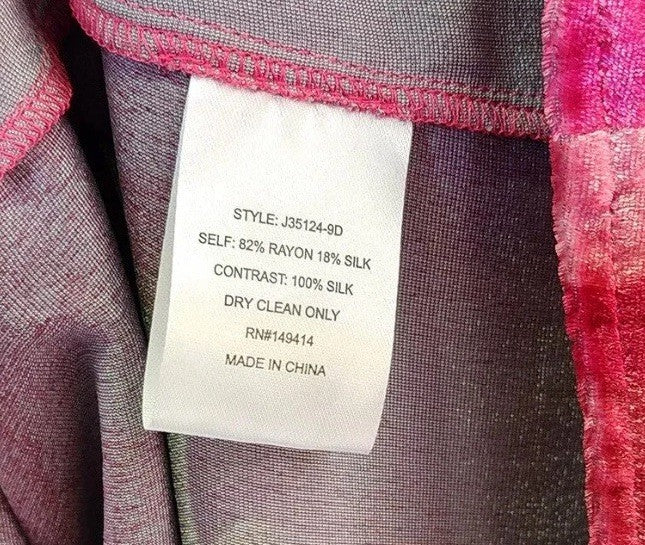 STYLE: J35124-9D
SELF: 82% RAYON 18% SILK
CONTRAST: 100% SILK
DRY CLEAN ONLY
RN#149414
MADE IN CHINA